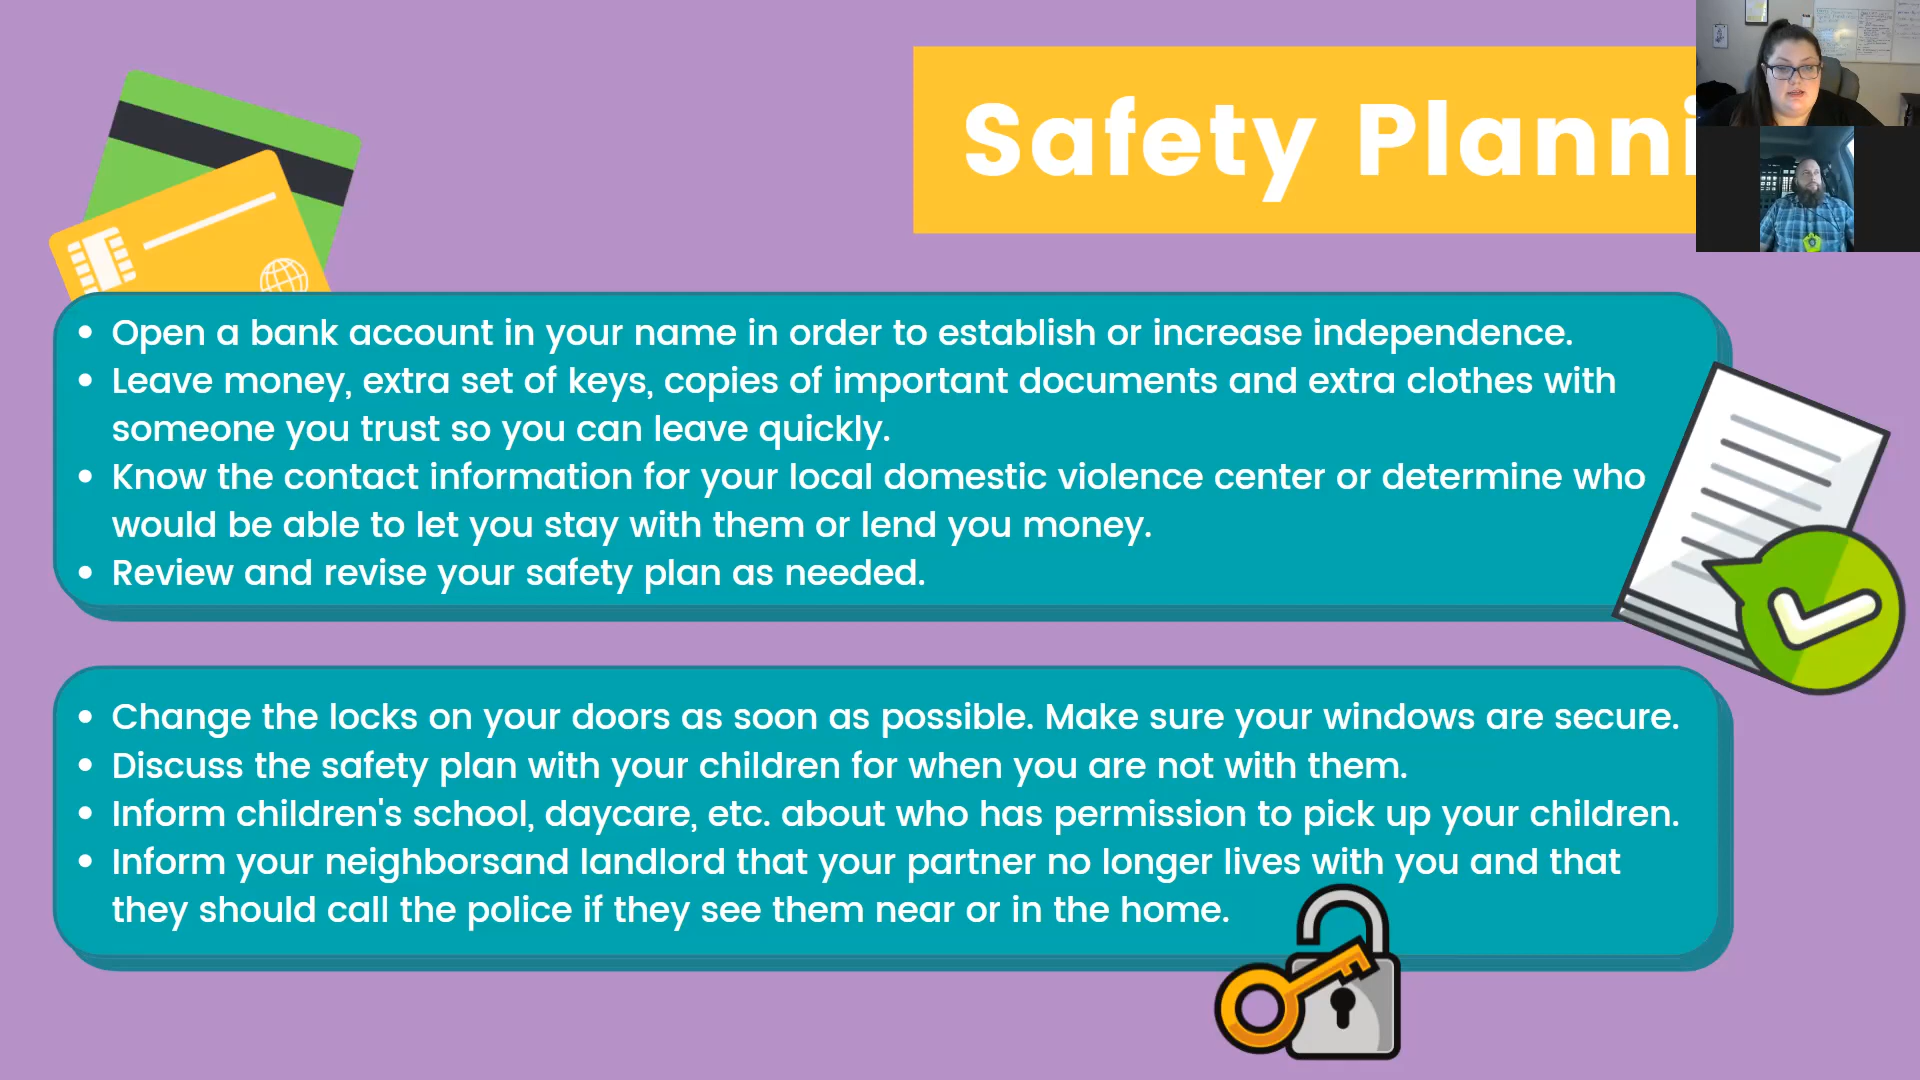 Safety Planni
• Open a bank account in your name in order to establish or increase independence.
• Leave money, extra set of keys, copies of important documents and extra clothes with
someone you trust so you can leave quickly.
• Know the contact information for your local domestic violence center or determine who
would be able to let you stay with them or lend you money.
• Review and revise your safety plan as needed.
• Change the locks on your doors as soon as possible. Make sure your windows are secure.
• Discuss the safety plan with your children for when you are not with them.
• Inform children's school, daycare, etc. about who has permission to pick up your children.
• Inform your neighborsand landlord that your partner no longer lives with you and that
they should call the police if they see them near or in the home.